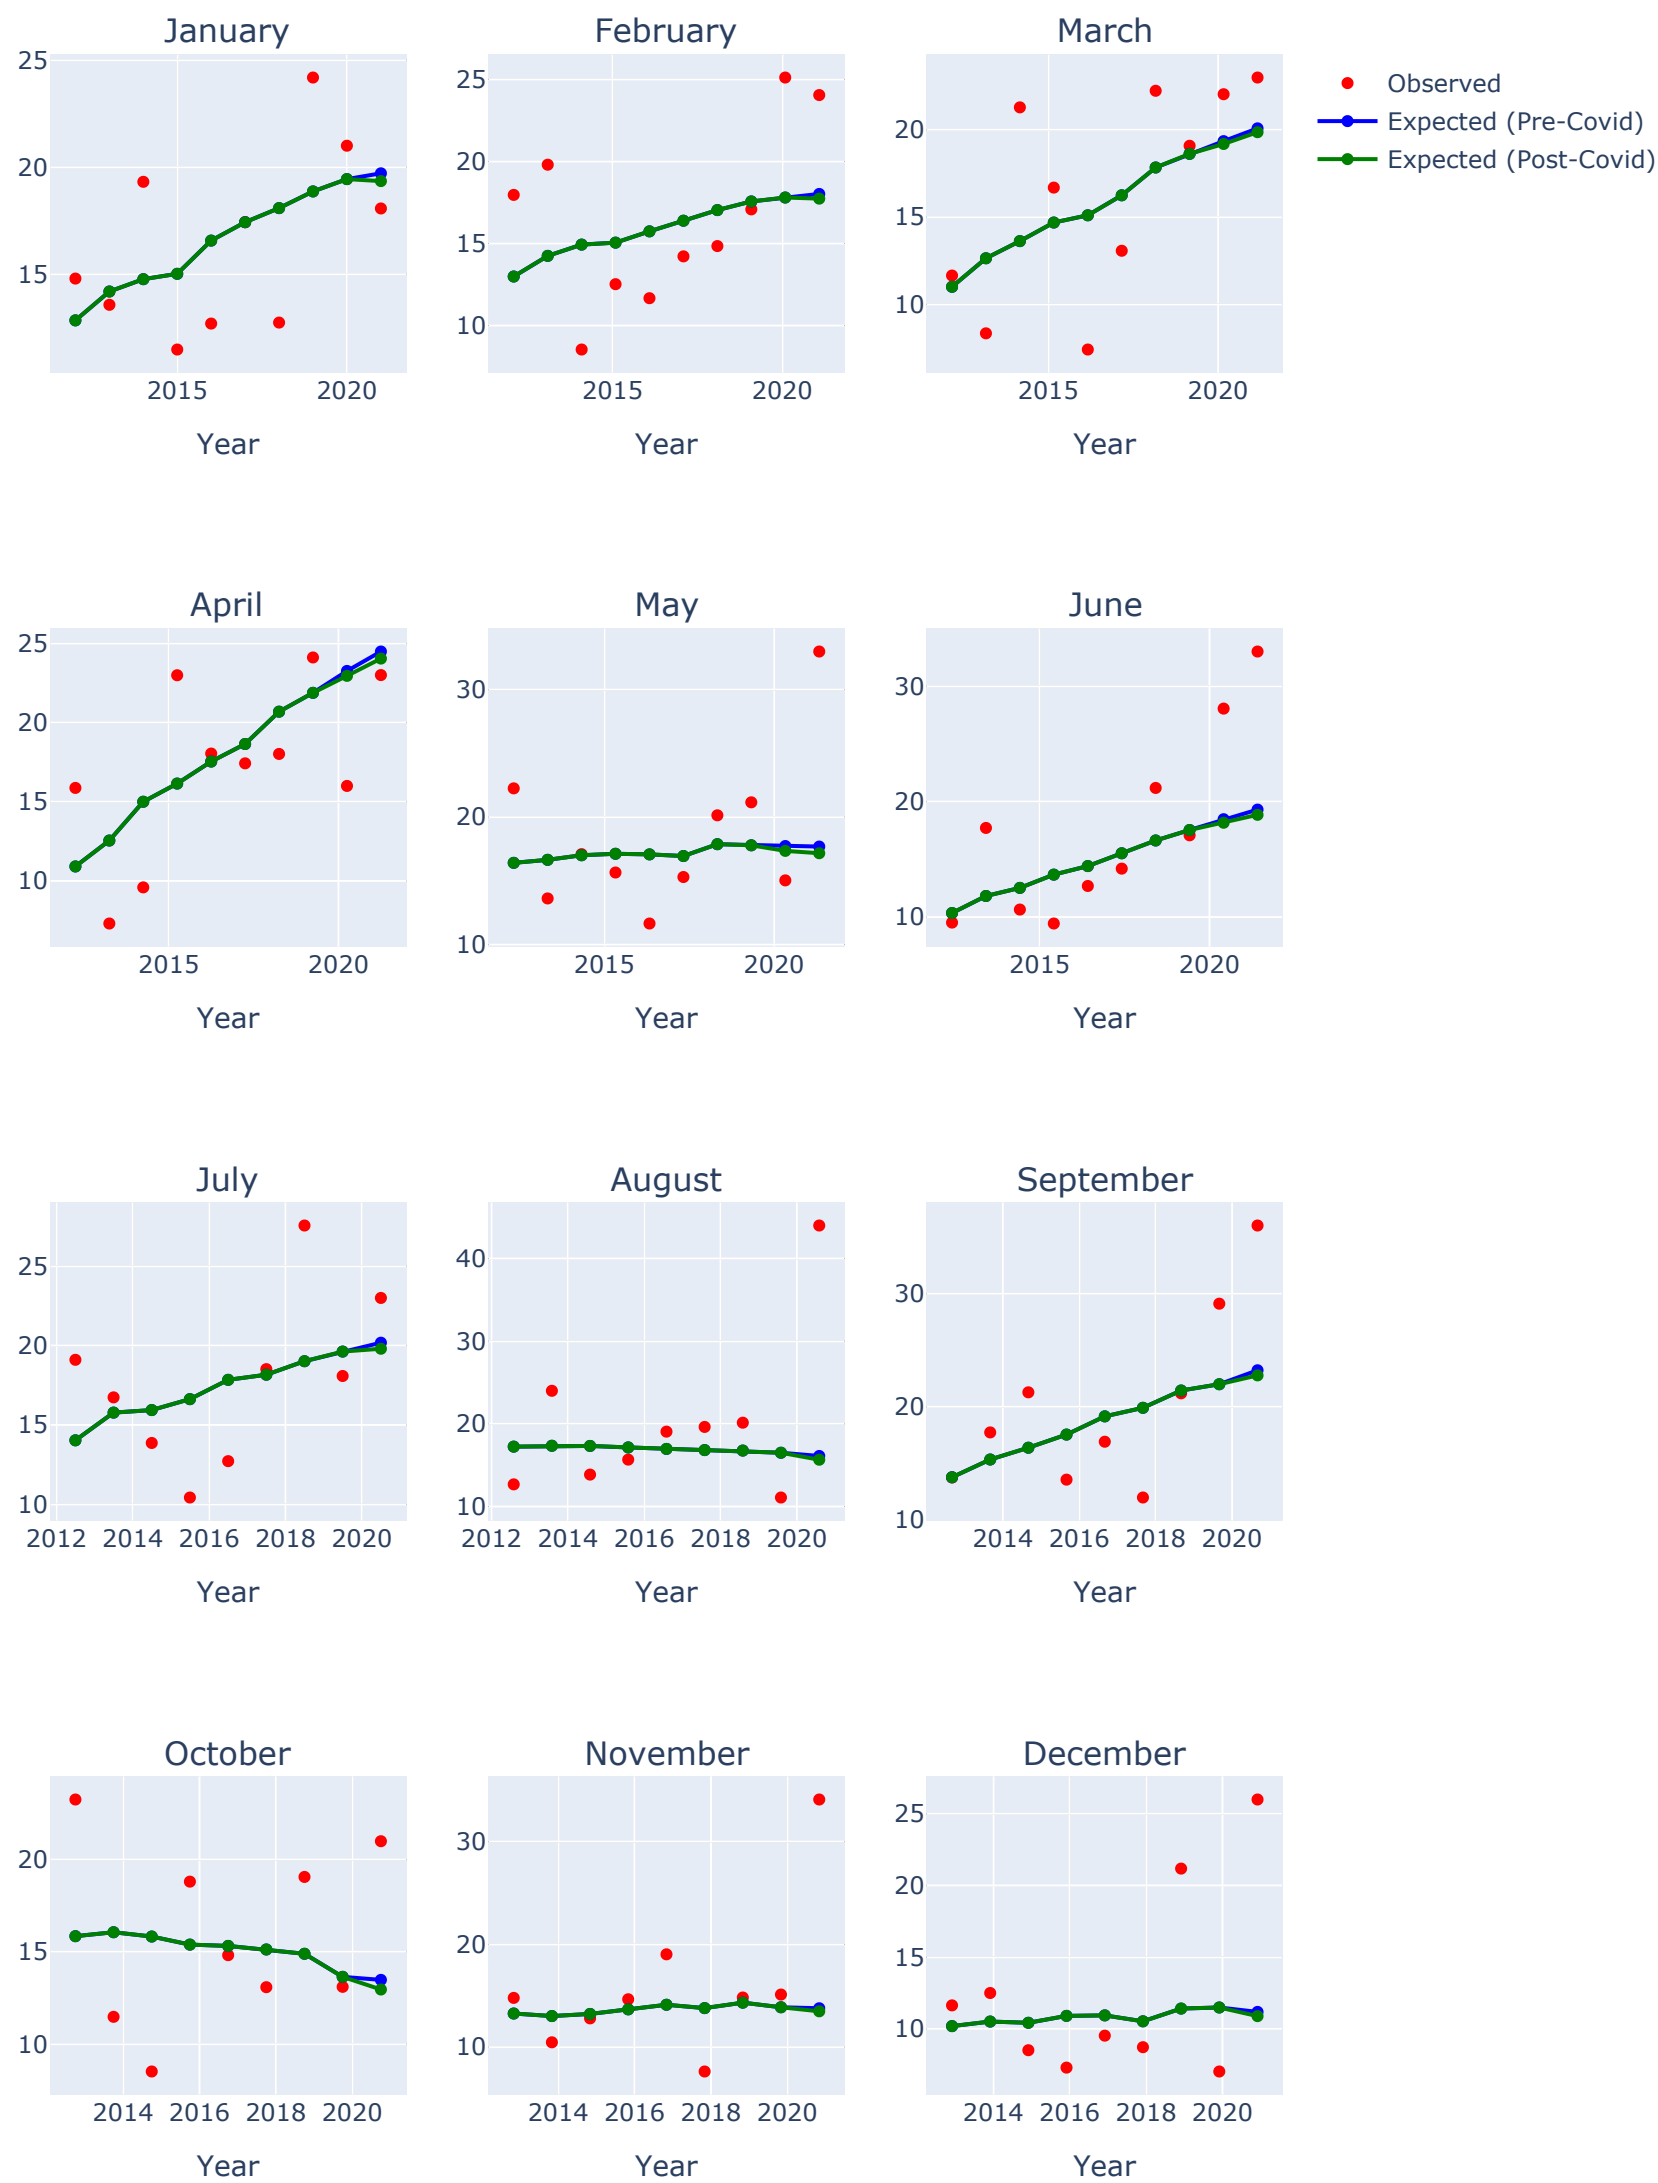 January
February
March
25
20
15
2015
2020
Year
25
20
15
10
2015
2020
Year
20
15
10
2015
2020
Year
Observed
Expected (Pre-Covid)
Expected (Post-Covid)
April
May
June
25
20
15
10
2015
2020
Year
30
20
10
2015
2020
Year
30
20
10
2015
2020
Year
July
August
September
25
20
15
10
2012
2014
2016
2018
2020
Year
40
30
20
10
2012
2014
2016
2018
2020
Year
30
20
10
2014
2016
2018
2020
Year
October
November
December
20
15
10
2014
2016
2018
2020
Year
30
20
10
2014
2016
2018
2020
Year
25
20
15
10
2014
2016
2018
2020
Year